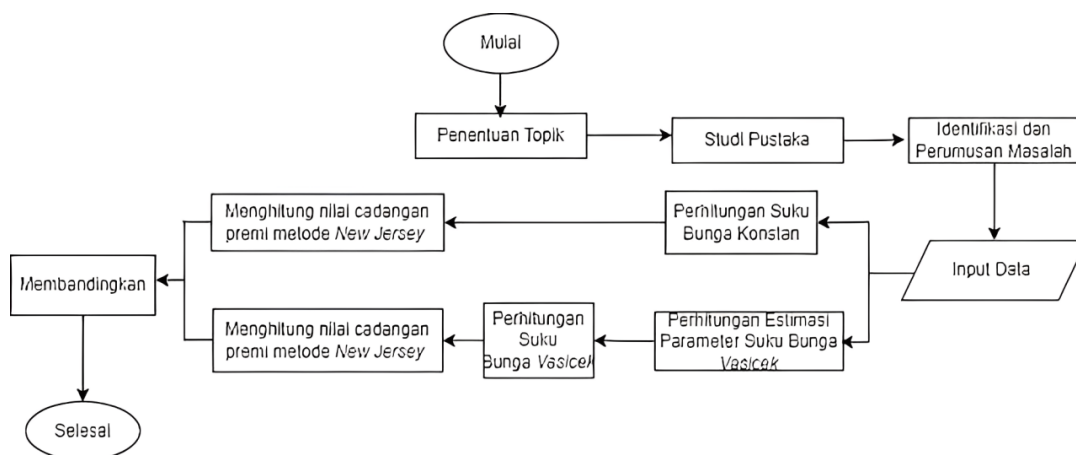 Mulai
Penentuan Topik
Studi Pustaka
Identifikasi dan
Perumusan Masalah
Input Data
Perhitungan Suku
Bunga Konstan
Menghitung nilai cadangan
premi metode New Jersey
Perhitungan Estimasi
Parameter Suku Bunga
Vasicek
Perhitungan
Suku
Bunga Vasicek
Menghitung nilai cadangan
premi metode New Jersey
Membandingkan
Selesai